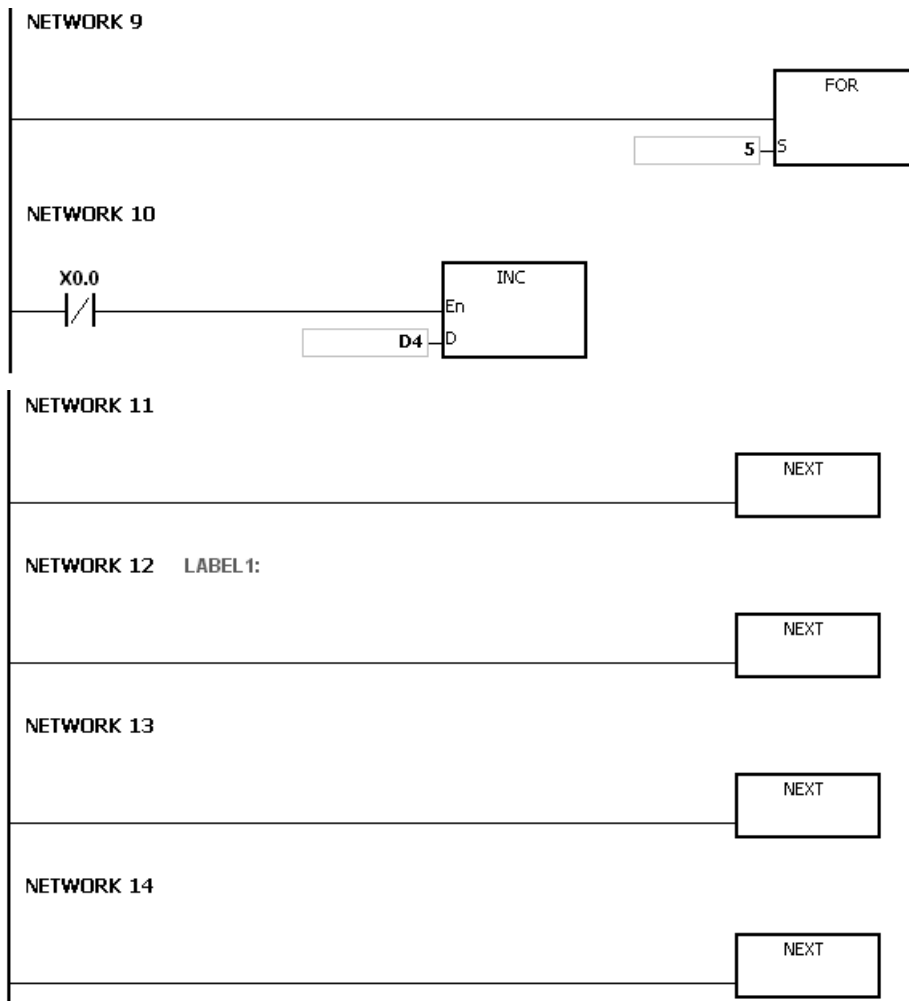 NETWORK 9
FOR
5 S
NETWORK 10
X0.0
INC
En
D4 D
NETWORK 11
NEXT
NETWORK 12 LABEL1:
NEXT
NETWORK 13
NEXT
NETWORK 14
NEXT